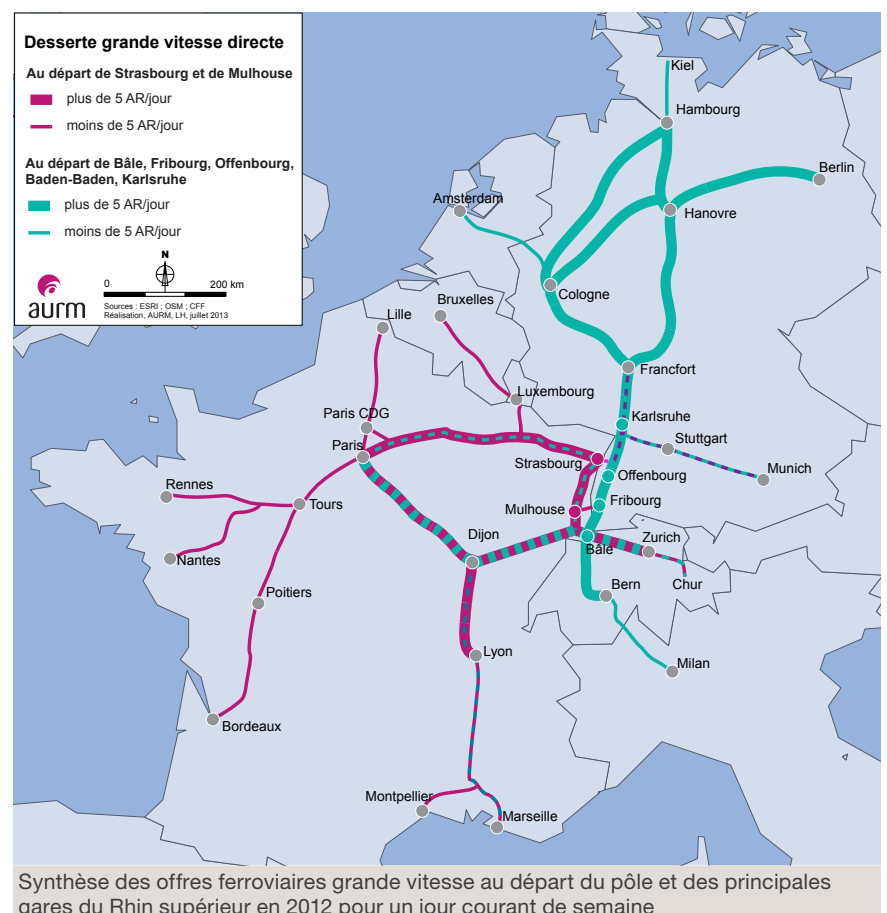 Desserte grande vitesse directe
Au départ de Strasbourg et de Mulhouse
plus de 5 AR/jour
moins de 5 AR/jour
Au départ de Bâle, Fribourg, Offenbourg,
Baden-Baden, Karlsruhe
plus de 5 AR/jour
moins de 5 AR/jour
N
0 200 km
aurm
Sources : ESRI ; OSM ; CFF
Réalisation, AURM, LH, juillet 2013
Kiel
Hambourg
Berlin
Amsterdam
Hanovre
Cologne
Bruxelles
Lille
Francfort
Luxembourg
Paris CDG
Karlsruhe
Paris
Stuttgart
Strasbourg
Munich
Offenbourg
Rennes
Tours
Mulhouse
Fribourg
Dijon
Zurich
Bâle
Nantes
Bern
Chur
Poitiers
Lyon
Milan
Bordeaux
Montpellier
Marseille
Synthèse des offres ferroviaires grande vitesse au départ du pôle et des principales
gares du Rhin supérieur en 2012 pour un jour courant de semaine